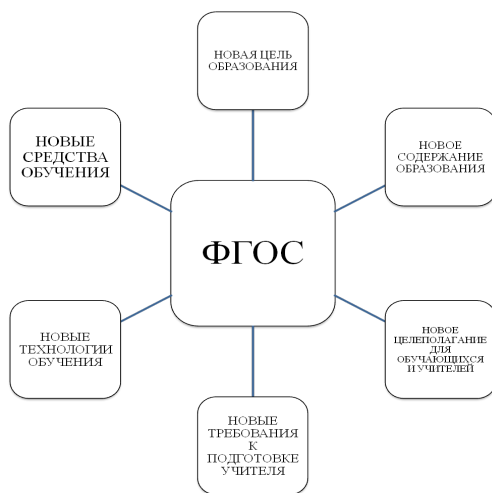 НОВАЯ ЦЕЛЬ
ОБРАЗОВАНИЯ
НОВЫЕ
СРЕДСТВА
ОБУЧЕНИЯ
НОВОЕ
СОДЕРЖАНИЕ
ОБРАЗОВАНИЯ
ФГОС
НОВЫЕ
ТЕХНОЛОГИИ
ОБУЧЕНИЯ
НОВОЕ
ЦЕЛЕПОЛАГАНИЕ
ДЛЯ
ОБУЧАЮЩИХСЯ
И УЧИТЕЛЕЙ
НОВЫЕ
ТРЕБОВАНИЯ
К
ПОДГОТОВКЕ
УЧИТЕЛЯ